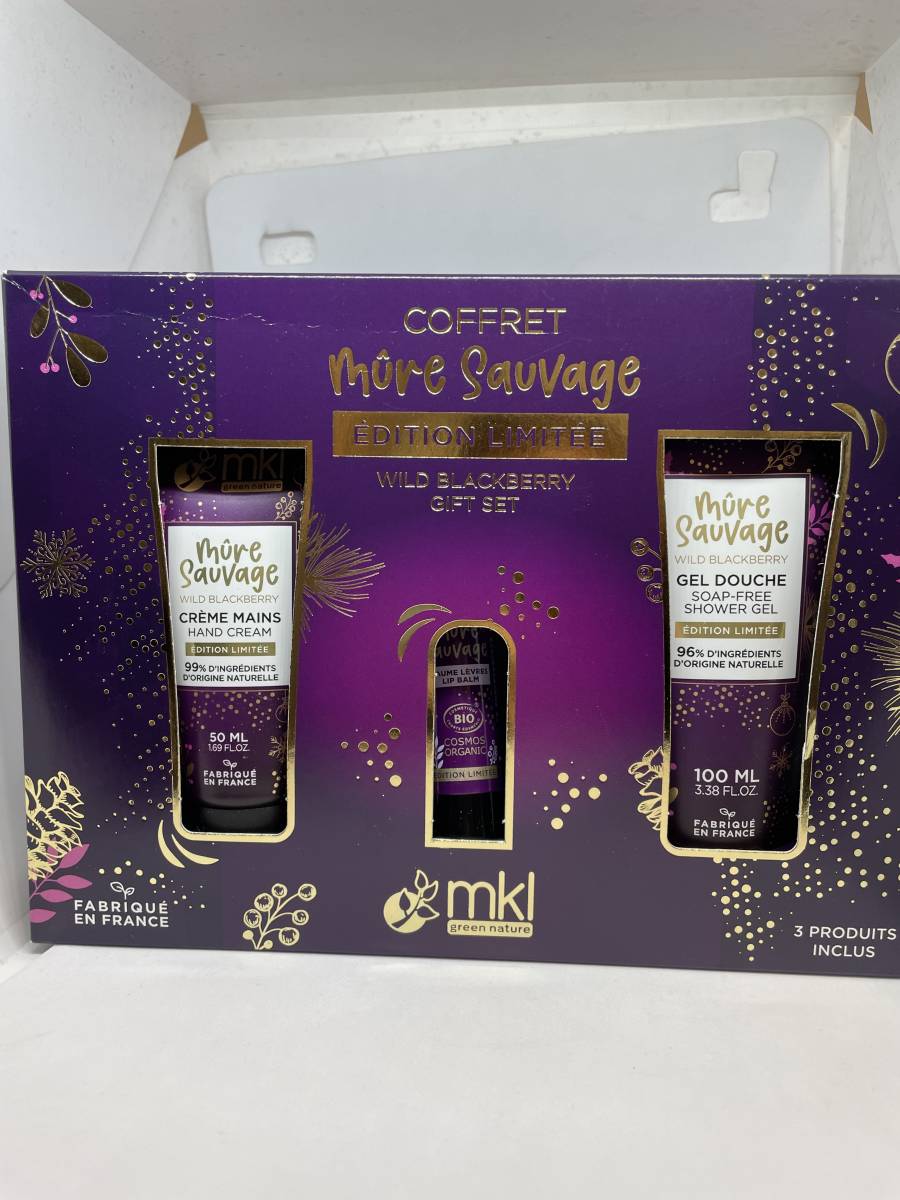 COFFRET
mûre Sauvage
ÉDITION LIMITÉE
WILD BLACKBERRY
GIFT SET
mkl
green nature
mûre
Sauvage
WILD BLACKBERRY
CRÈME MAINS
HAND CREAM
ÉDITION LIMITÉE
99% D'INGRÉDIENTS
D'ORIGINE NATURELLE
50 ML
1.69 FL.OZ.
FABRIQUÉ
EN FRANCE
LIP BALM
BIO
COSMOS
ORGANIC
mûre
Sauvage
WILD BLACKBERRY
GEL DOUCHE
SOAP-FREE
SHOWER GEL
ÉDITION LIMITÉE
96% D'INGRÉDIENTS
D'ORIGINE NATURELLE
100 ML
3.38 FL.OZ.
FABRIQUÉ
EN FRANCE
FABRIQUÉ
EN FRANCE
mkl
green nature
3 PRODUITS
INCLUS